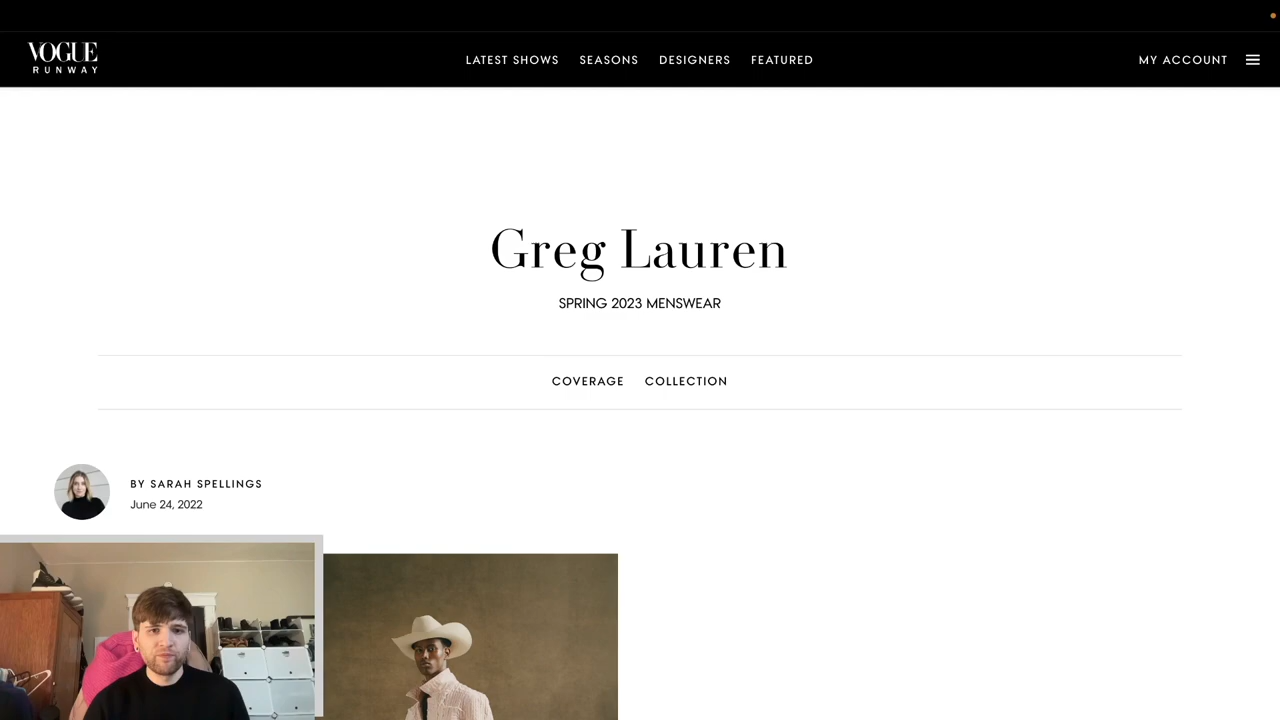 VOGUE
RUNWAY
LATEST SHOWS SEASONS DESIGNERS FEATURED
MY ACCOUNT
Greg Lauren
SPRING 2023 MENSWEAR
COVERAGE COLLECTION
BY SARAH SPELLINGS
June 24, 2022